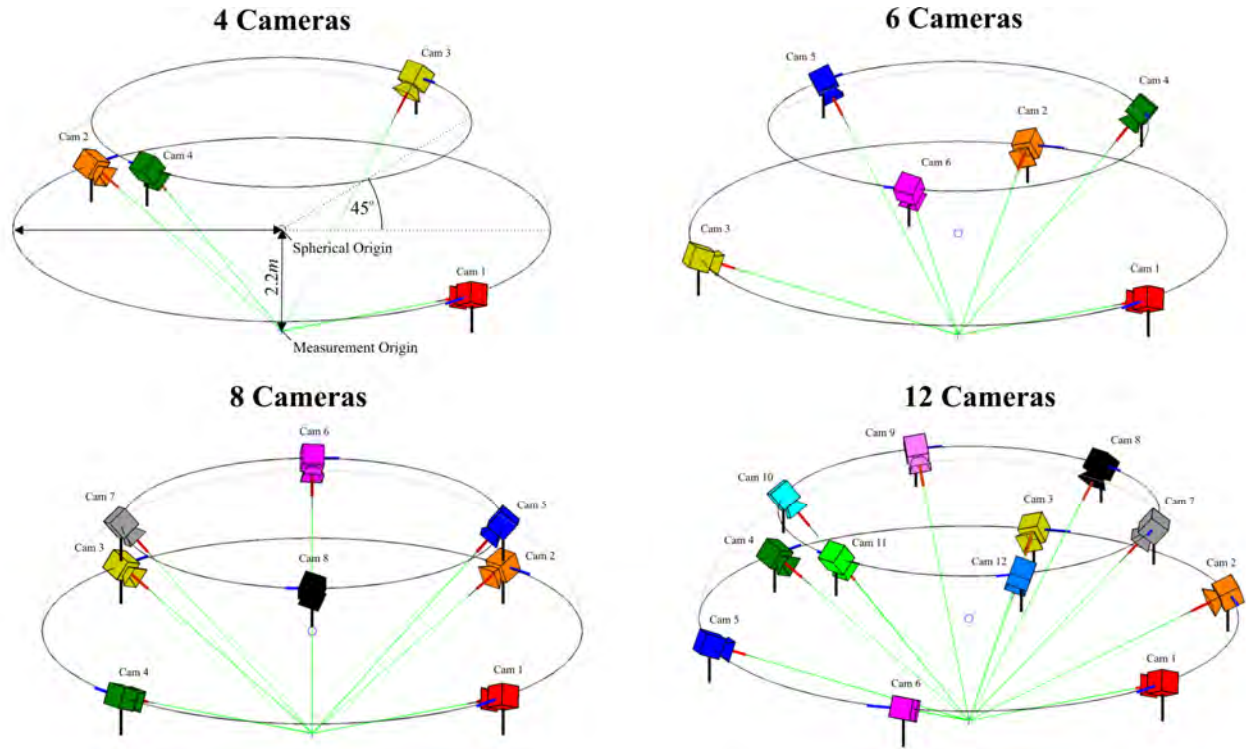 4 Cameras
Cam 3
Cam 2
Cam 4
45°
Spherical Origin
2.2m
Cam 1
Measurement Origin
6 Cameras
Cam 5
Cam 4
Cam 2
Cam 6
Cam 3
Cam 1
8 Cameras
Cam 6
Cam 7
Cam 5
Cam 3
Cam 2
Cam 8
Cam 4
Cam 1
12 Cameras
Cam 9
Cam 8
Cam 10
Cam 3
Cam 7
Cam 4
Cam 11
Cam 12
Cam 2
Cam 5
Cam 1
Cam 6